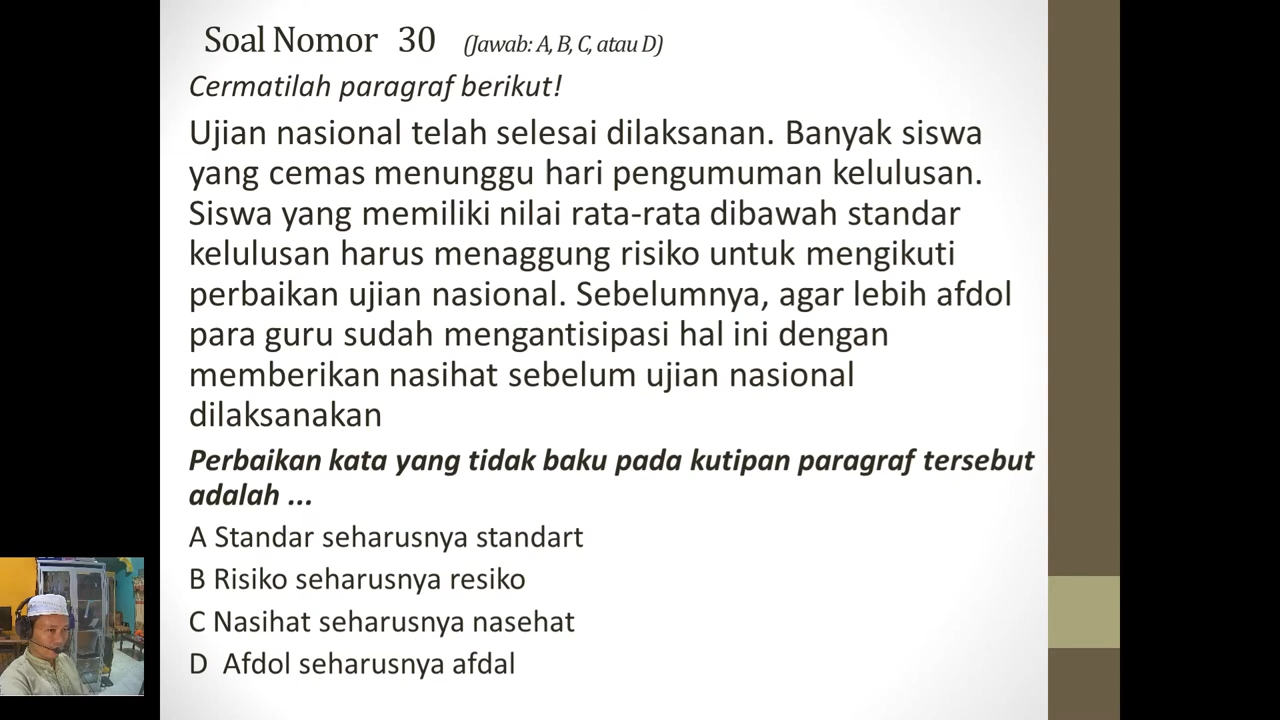 Soal Nomor 30 (Jawab: A, B, C, atau D)
Cermatilah paragraf berikut!
Ujian nasional telah selesai dilaksanan. Banyak siswa
yang cemas menunggu hari pengumuman kelulusan.
Siswa yang memiliki nilai rata-rata dibawah standar
kelulusan harus menaggung risiko untuk mengikuti
perbaikan ujian nasional. Sebelumnya, agar lebih afdol
para guru sudah mengantisipasi hal ini dengan
memberikan nasihat sebelum ujian nasional
dilaksanakan
Perbaikan kata yang tidak baku pada kutipan paragraf tersebut
adalah ...
A Standar seharusnya standart
B Risiko seharusnya resiko
C Nasihat seharusnya nasehat
D Afdol seharusnya afdal